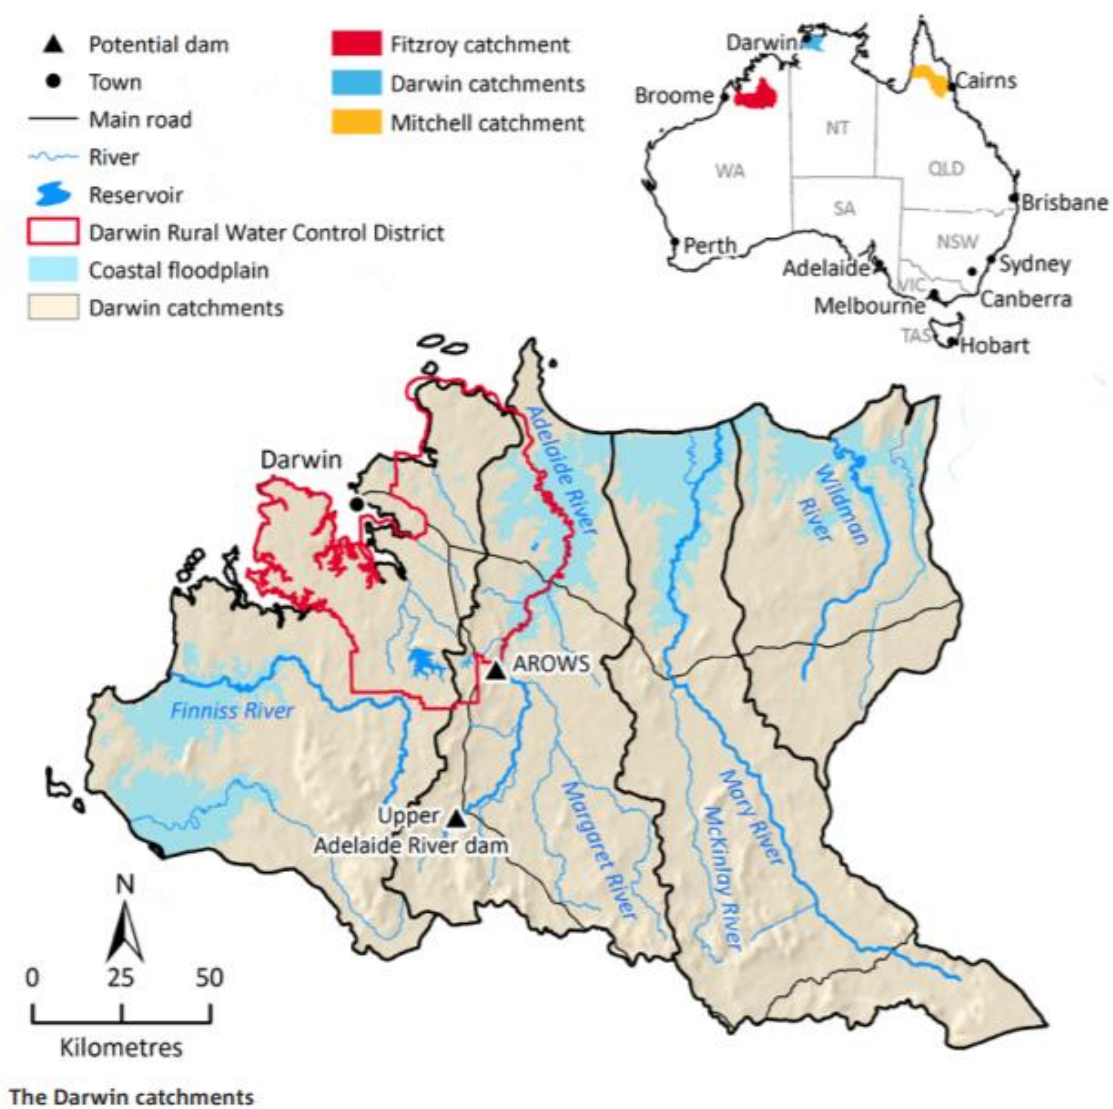 Potential dam
Town
Main road
River
Reservoir
Darwin Rural Water Control District
Coastal floodplain
Darwin catchments
Fitzroy catchment
Darwin catchments
Mitchell catchment
Darwin
Cairns
Broome
NT
WA
QLD
SA
Brisbane
NSW
Perth
Adelaide
Sydney
VIC
Melbourne
Canberra
TAS
Hobart
Adelaide River
Darwin
Wildman
River
AROWS
Finniss River
Upper
Adelaide River dam
Margaret River
McKinlay River
Mary River
N
0 25 50
Kilometres
The Darwin catchments